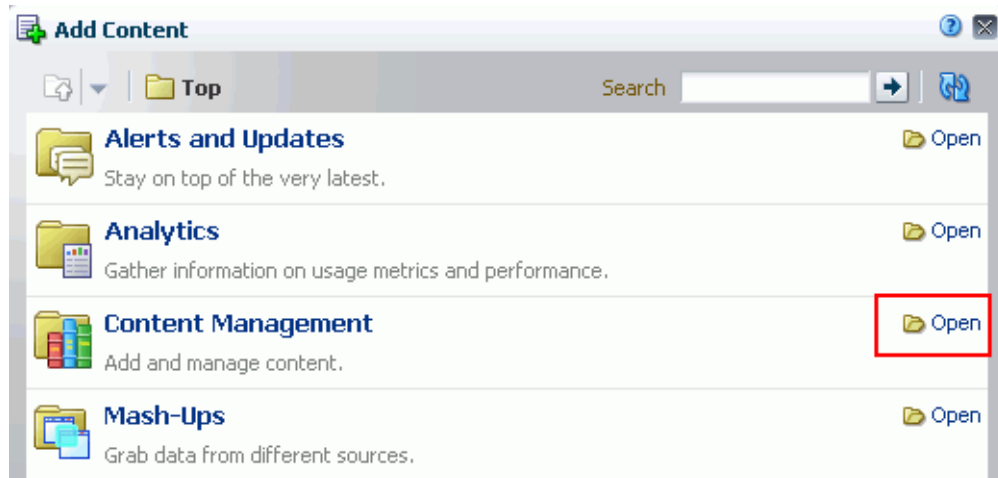 Add Content
Top Search
Alerts and Updates Open
Stay on top of the very latest.
Analytics Open
Gather information on usage metrics and performance.
Content Management Open
Add and manage content.
Mash-Ups Open
Grab data from different sources.